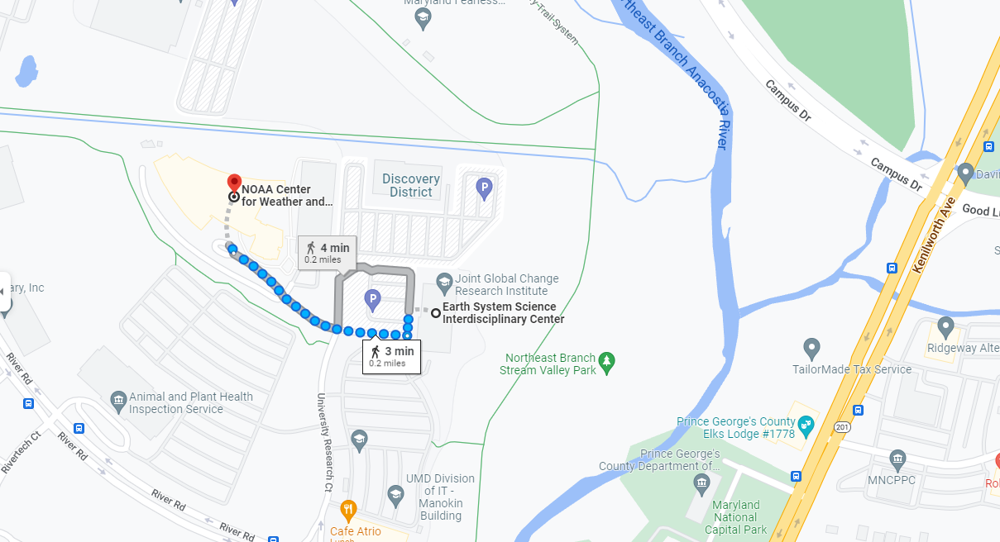 Maryland Fearless...
y-Trail-System
Northeast Branch Anacostia River
Campus Dr
Campus Dr
Kenilworth Ave
Discovery
District
P
NOAA Center
for Weather and...
4 min
0.2 miles
Joint Global Change
Research Institute
Earth System Science
Interdisciplinary Center
P
3 min
0.2 miles
ary, Inc
Northeast Branch
Stream Valley Park
TailorMade Tax Service
Ridgeway Alte
Animal and Plant Health
Inspection Service
River Rd
River Rd
River Rd
River Rd
Rivertech Ct
University Research Ct
Prince George's County
Elks Lodge #1778
201
Prince George's
County Department of...
MNCPPC
UMD Division
of IT -
Manokin
Building
Maryland
National
Capital Park
Cafe Atrio